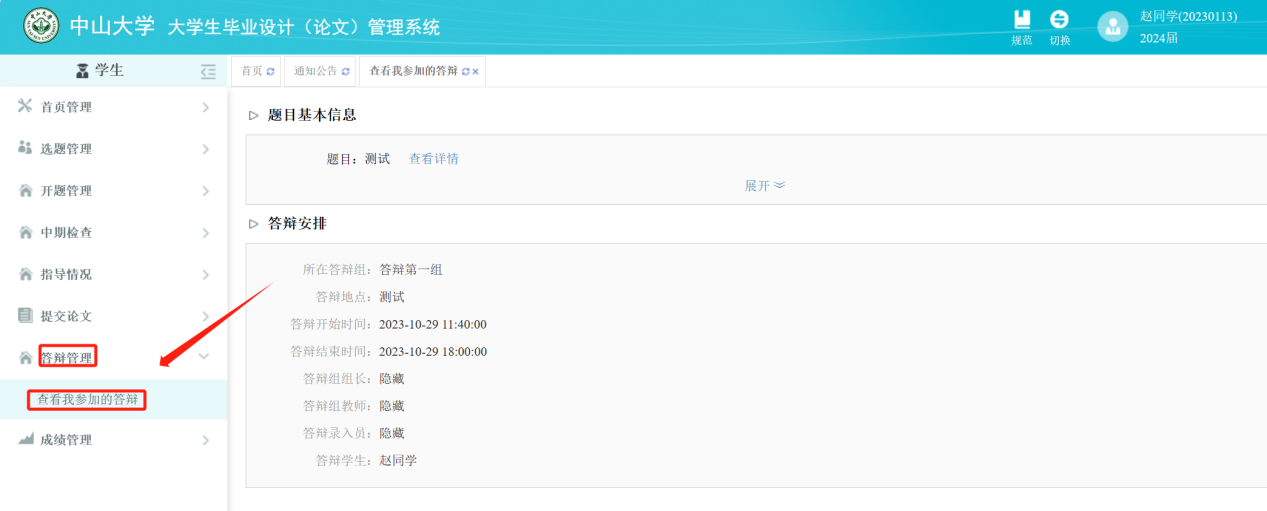 中山大学 大学生毕业设计（论文）管理系统
规范
切换
赵同学(20230113)
2024届
学生
首页
通知公告
查看我参加的答辩
首页管理
选题管理
开题管理
中期检查
指导情况
提交论文
答辩管理
查看我参加的答辩
成绩管理
题目基本信息
题目：测试 查看详情
展开
答辩安排
所在答辩组：答辩第一组
答辩地点：测试
答辩开始时间：2023-10-29 11:40:00
答辩结束时间：2023-10-29 18:00:00
答辩组组长：隐藏
答辩组教师：隐藏
答辩录入员：隐藏
答辩学生：赵同学